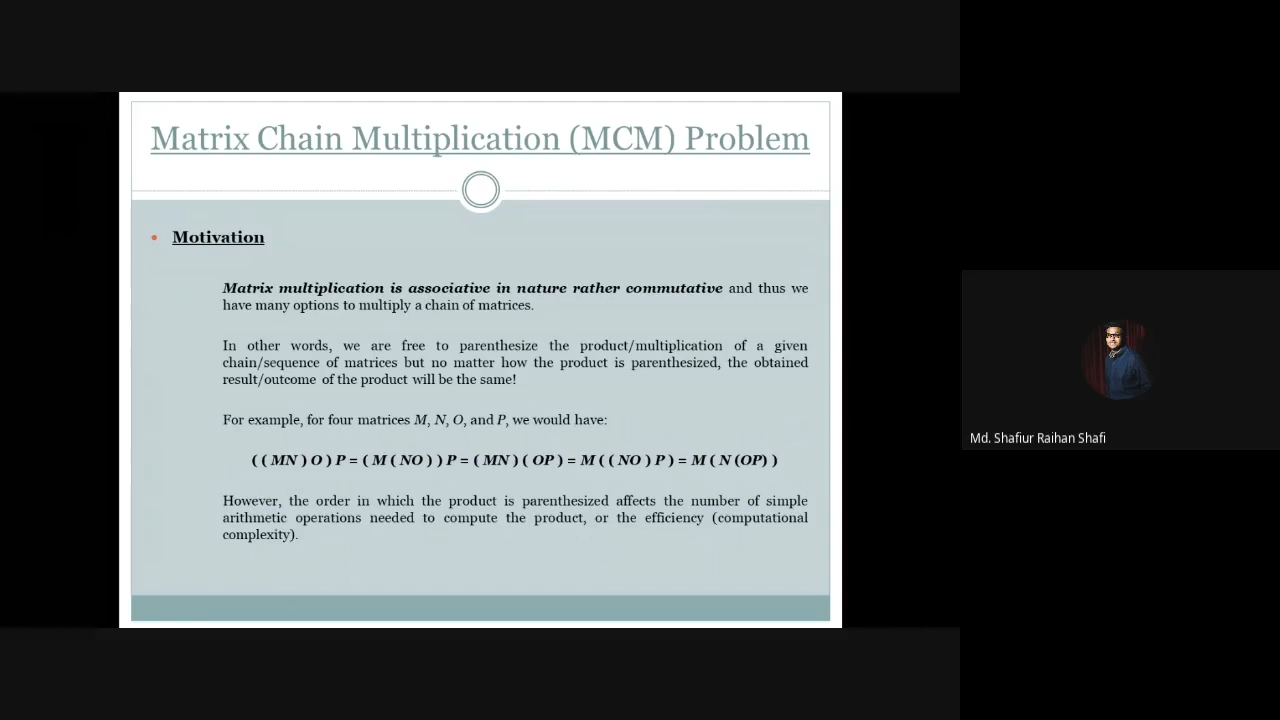 Matrix Chain Multiplication (MCM) Problem
• Motivation
Matrix multiplication is associative in nature rather commutative and thus we
have many options to multiply a chain of matrices.
In other words, we are free to parenthesize the product/multiplication of a given
chain/sequence of matrices but no matter how the product is parenthesized, the obtained
result/outcome of the product will be the same!
For example, for four matrices M, N, O, and P, we would have:
( ( MN ) O ) P = ( M ( NO ) ) P = ( MN ) ( OP ) = M ( ( NO ) P ) = M ( N (OP) )
However, the order in which the product is parenthesized affects the number of simple
arithmetic operations needed to compute the product, or the efficiency (computational
complexity).
Md. Shafiur Raihan Shafi